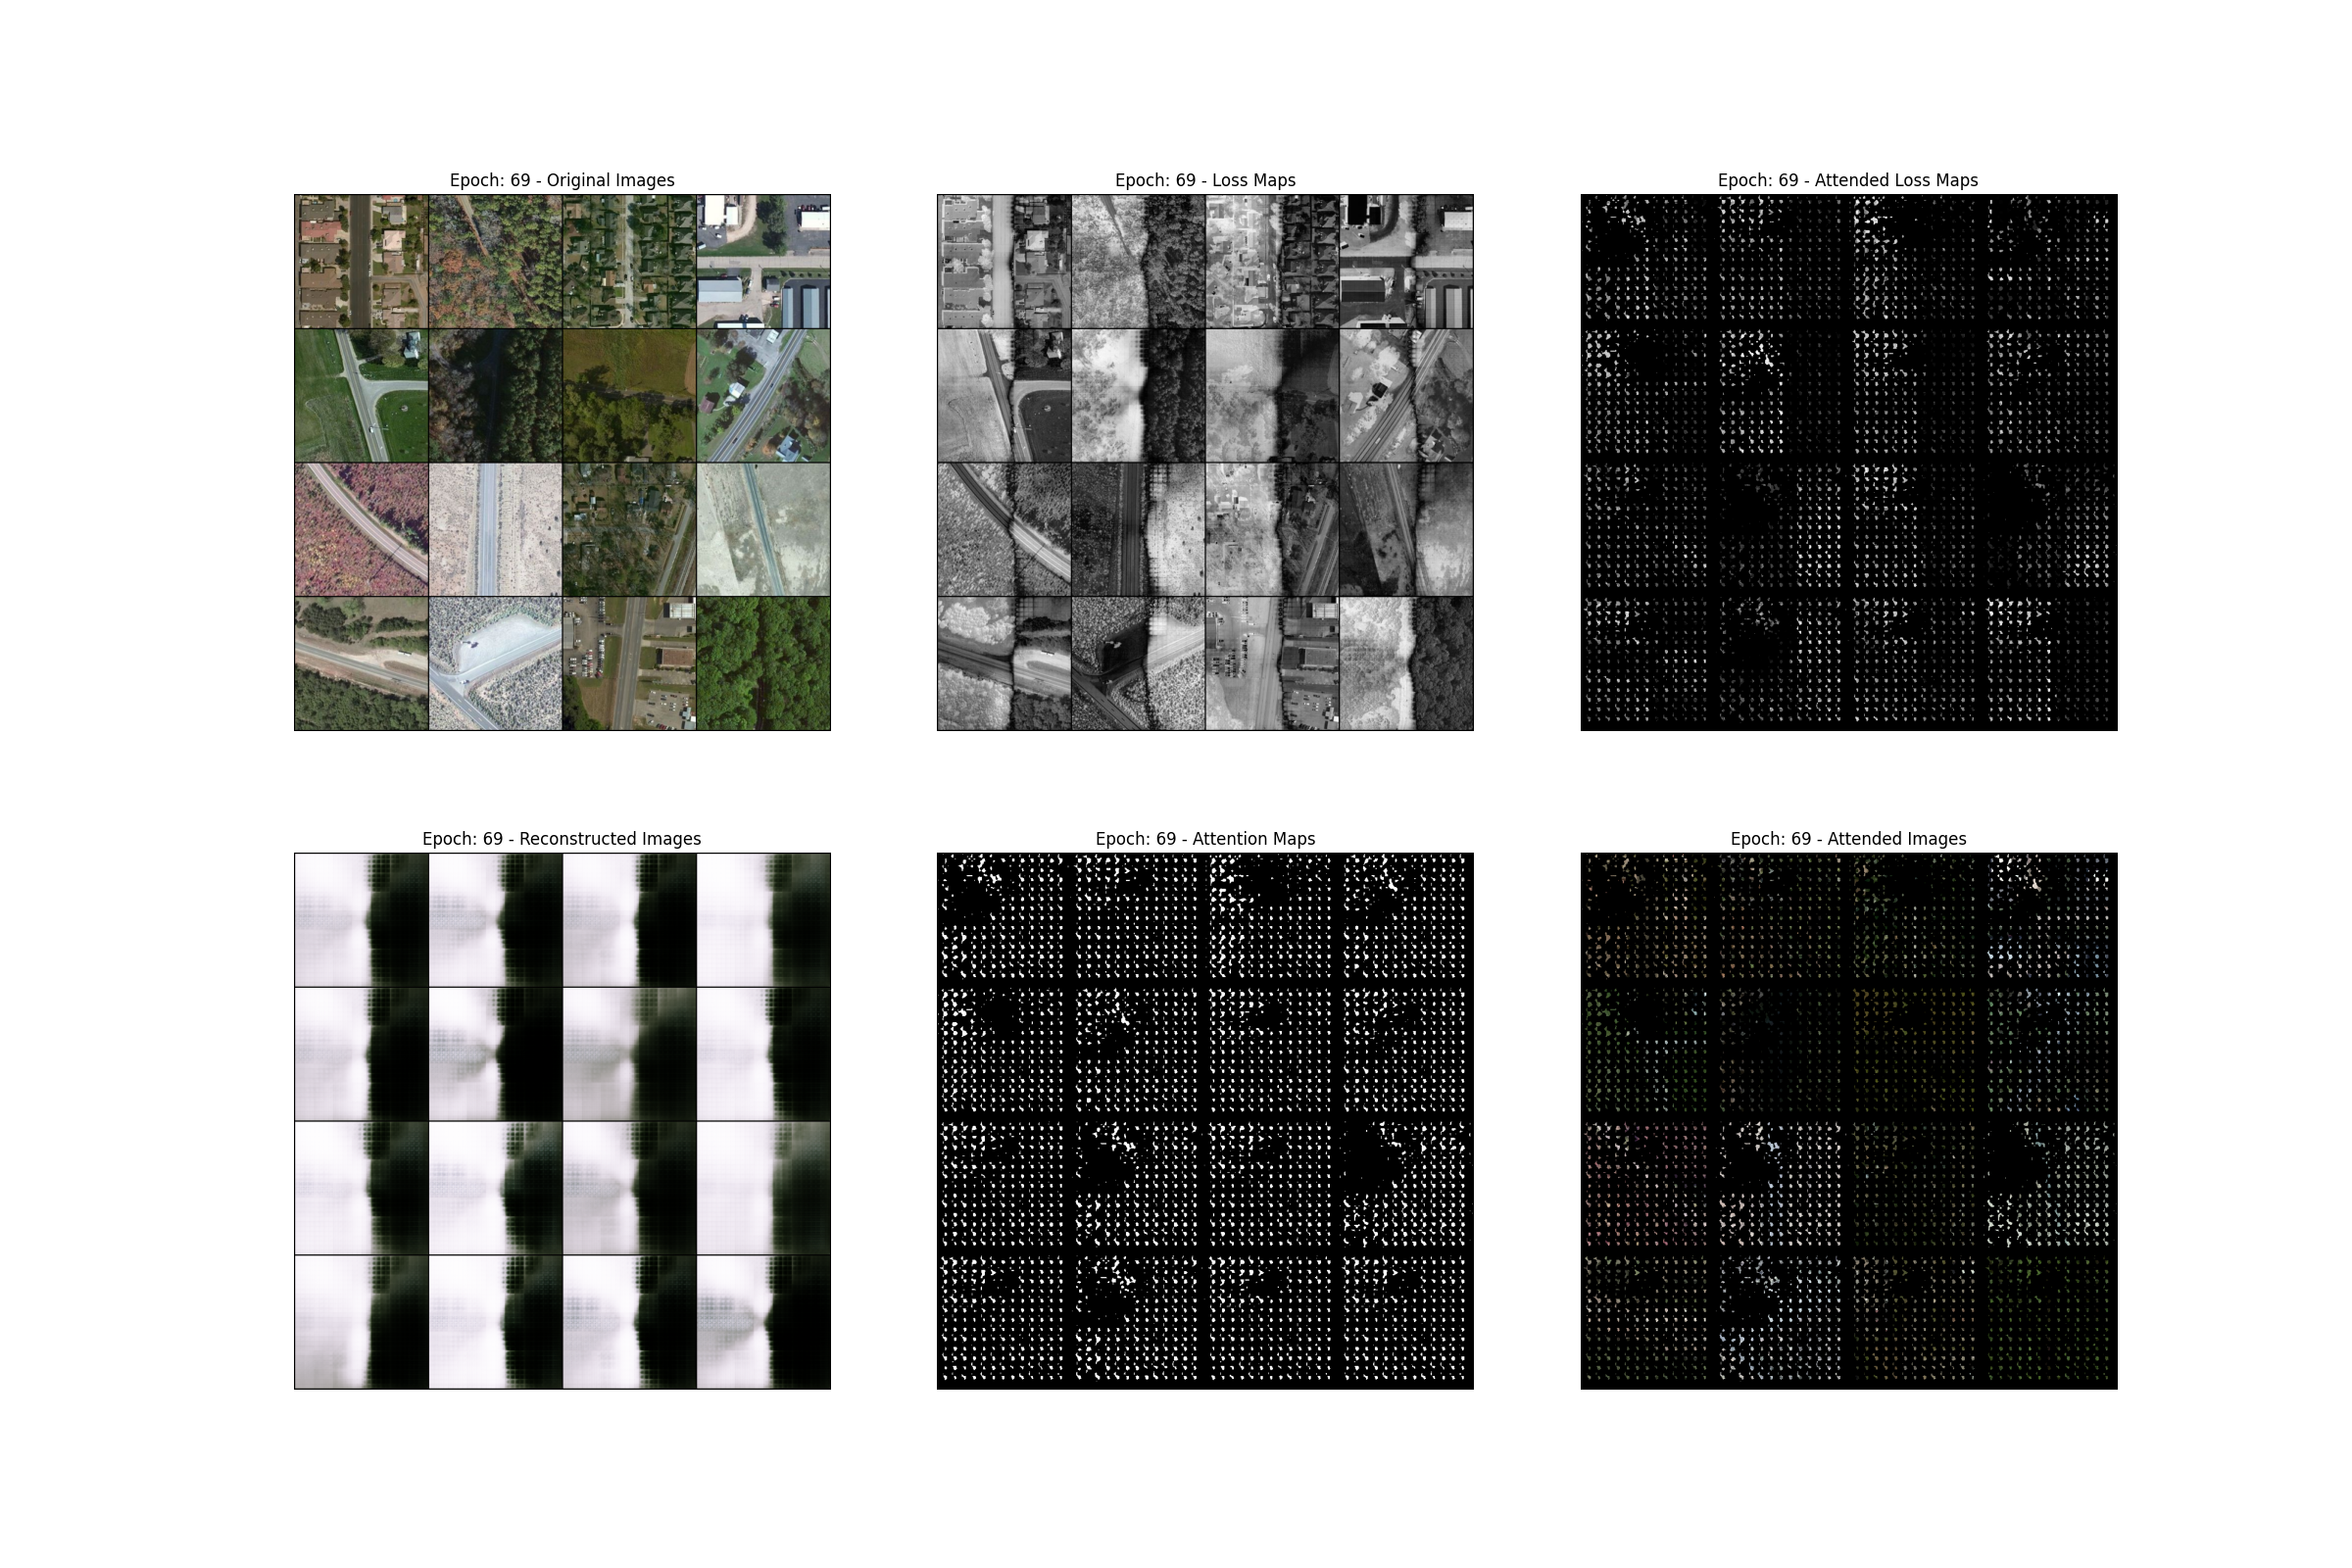 Epoch: 69 - Original Images
Epoch: 69 - Loss Maps
Epoch: 69 - Attended Loss Maps
Epoch: 69 - Reconstructed Images
Epoch: 69 - Attention Maps
Epoch: 69 - Attended Images